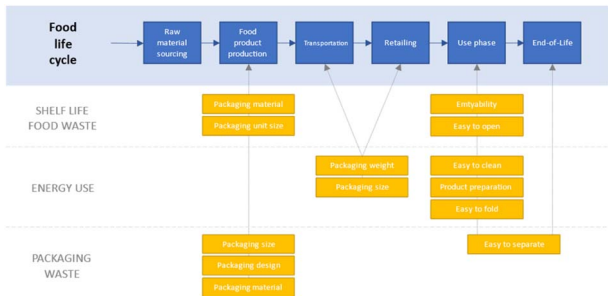 Food
life
cycle
Raw
material
sourcing
Food
product
production
Transportation
Retailing
Use phase
End-of-Life
SHELF LIFE
FOOD WASTE
Packaging material
Packaging unit size
Emtyability
Easy to open
ENERGY USE
Packaging weight
Packaging size
Easy to clean
Product preparation
Easy to fold
PACKAGING
WASTE
Packaging size
Packaging design
Packaging material
Easy to separate